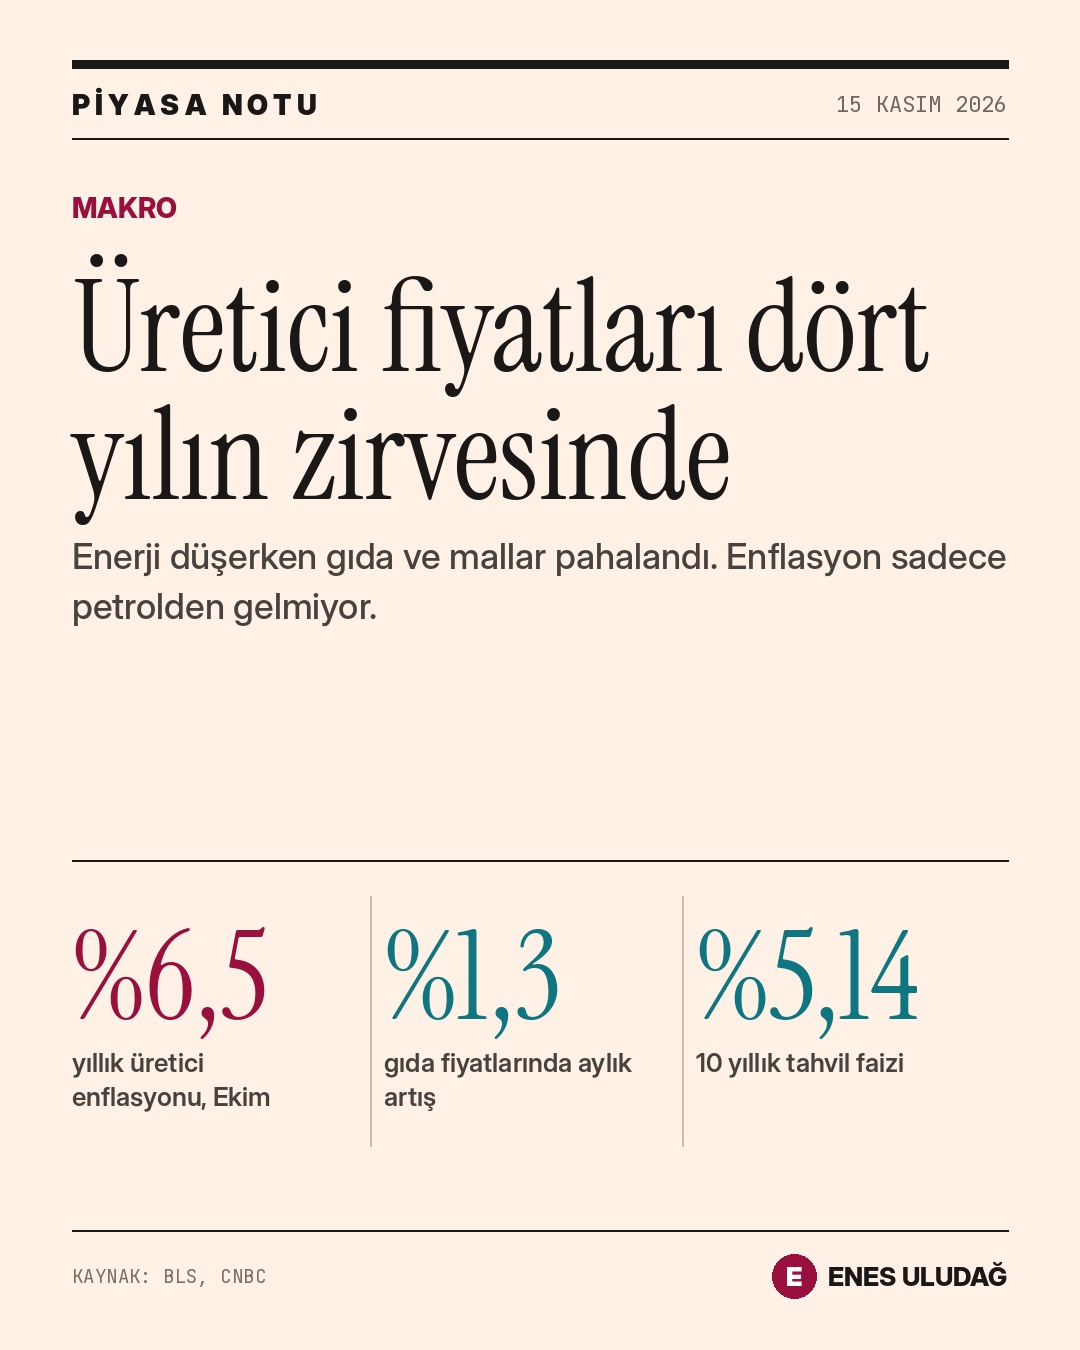 PİYASA NOTU
15 KASIM 2026
MAKRO
Üretici fiyatları dört
yılın zirvesinde
Enerji düşerken gıda ve mallar pahalandı. Enflasyon sadece
petrolden gelmiyor.
%6,5
yıllık üretici
enflasyonu, Ekim
%1,3
gıda fiyatlarında aylık
artış
%5,14
10 yıllık tahvil faizi
KAYNAK: BLS, CNBC
E ENES ULUDAĞ